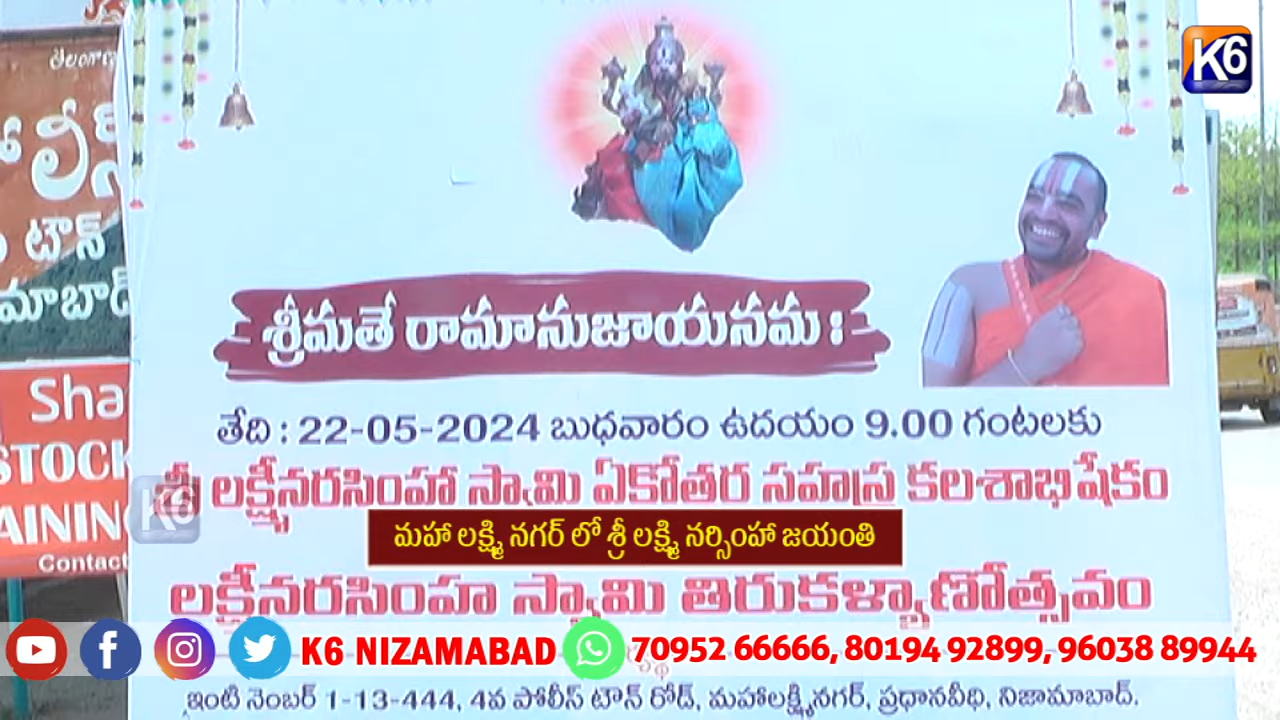 K6
తెలంగాణ
లీస్
టౌన్
మాబాద్
Sha
STOCK
AINING
Contact
శ్రీమతే రామానుజాయనమః
తేది : 22-05-2024 బుధవారం ఉదయం 9.00 గంటలకు
శ్రీ లక్ష్మీనరసింహా స్వామి ఏకోతర సహస్ర కలశాభిషేకం
K6
మహా లక్ష్మి నగర్ లో శ్రీ లక్ష్మి నర్సింహా జయంతి
లక్ష్మీనరసింహ స్వామి తిరుకళ్యాణోత్సవం
K6 NIZAMABAD 70952 66666, 80194 92899, 96038 89944
ఇంటి నెంబర్ 1-13-444, 4వ పోలీస్ టౌన్ రోడ్, మహాలక్ష్మినగర్, ప్రధానవీధి, నిజామాబాద్.